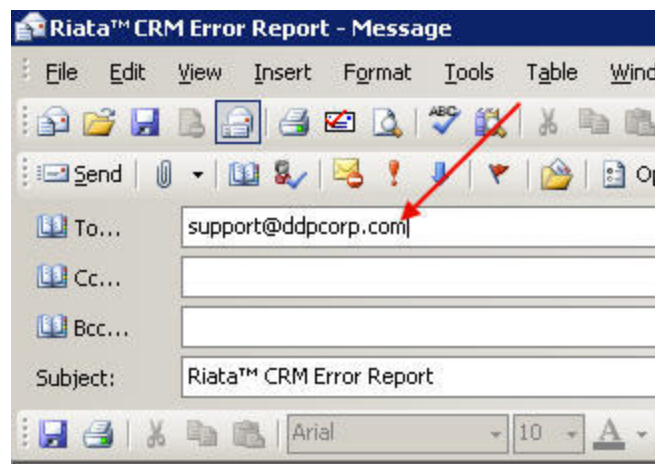 Riata™ CRM Error Report - Message
File Edit View Insert Format Tools Table
ABC
Send
To... support@ddpcorp.com
Cc...
Bcc...
Subject: Riata™ CRM Error Report
Arial 10 A